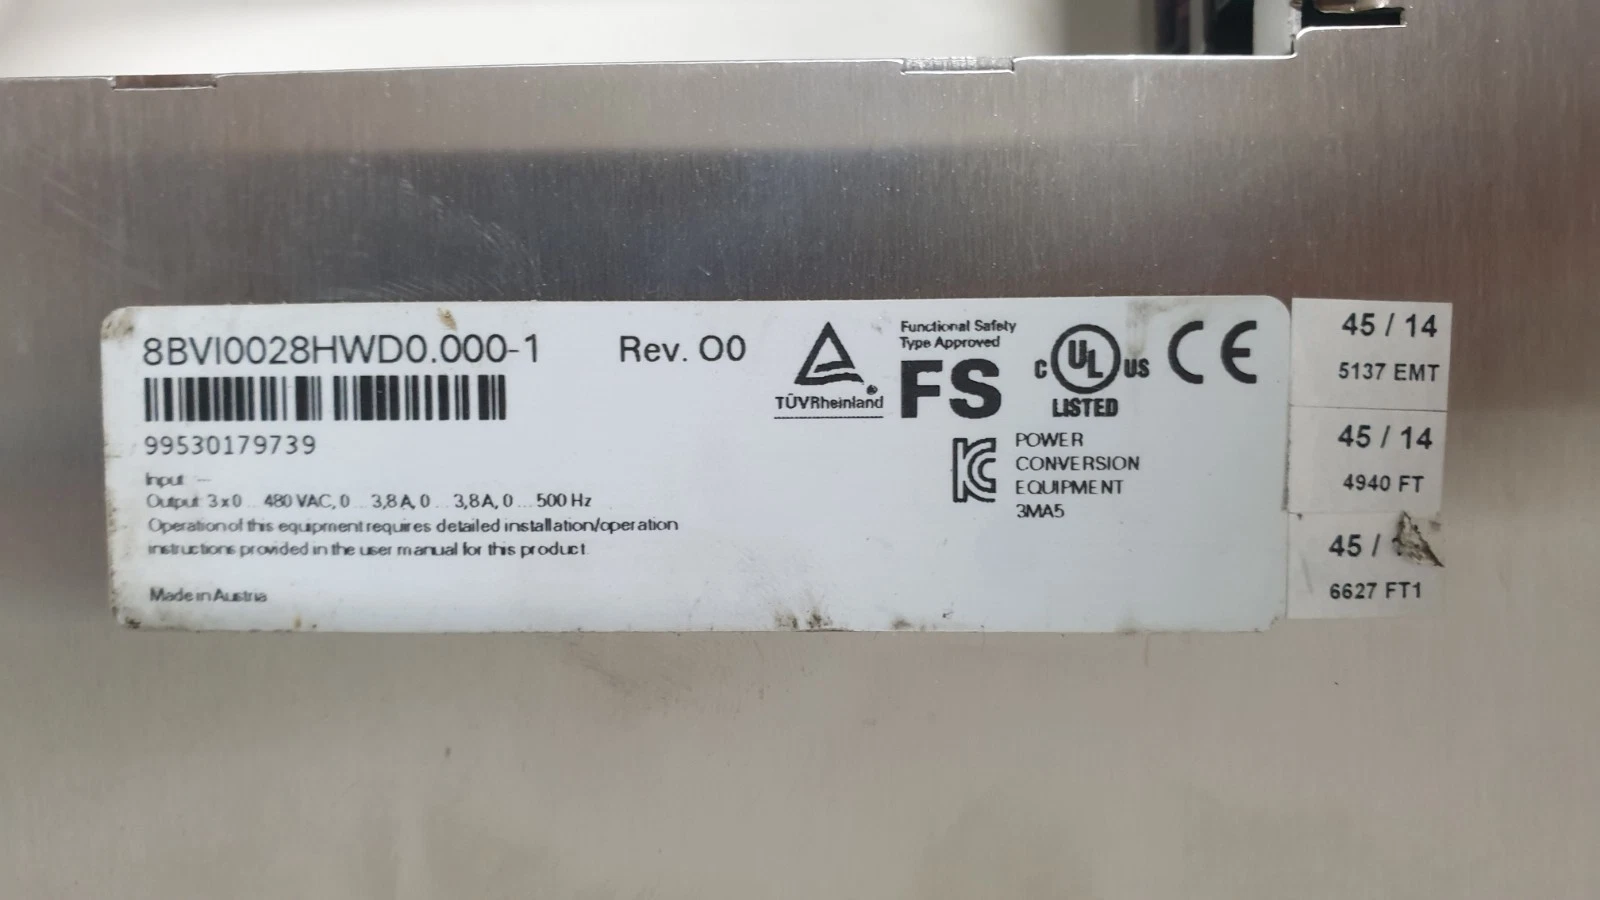 8BVI0028HWD0.000-1 Rev. O0
99530179739
Input: ---
Output: 3 x 0 ... 480 VAC, 0 ... 3,8 A, 0 ... 3,8 A, 0 ... 500 Hz
Operation of this equipment requires detailed installation/operation
instructions provided in the user manual for this product.
Made in Austria
TÜVRheinland
Functional Safety
Type Approved
FS
C UL US
LISTED
CE
KC
POWER
CONVERSION
EQUIPMENT
3MA5
45 / 14
5137 EMT
45 / 14
4940 FT
45 /
6627 FT1